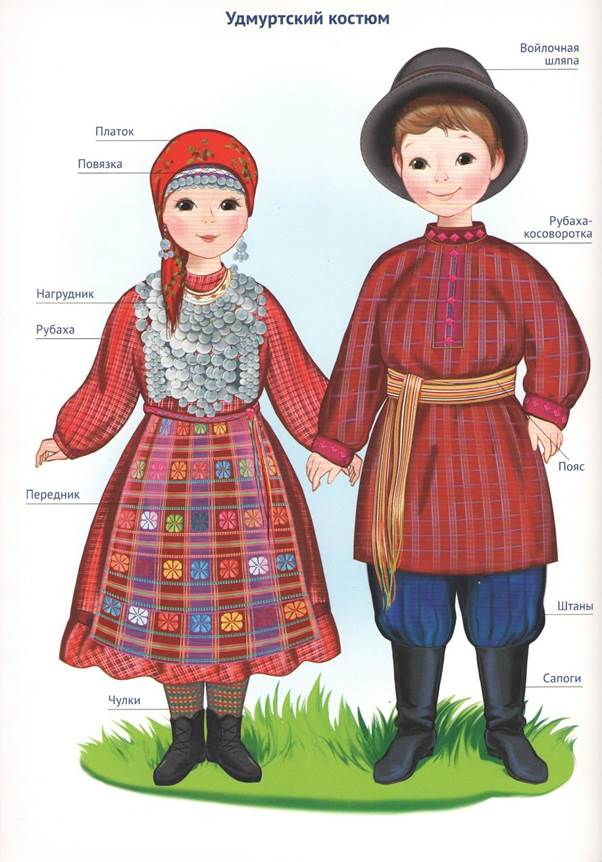 Удмуртский костюм
Войлочная
шляпа
Платок
Повязка
Рубаха-
косоворотка
Нагрудник
Рубаха
Пояс
Передник
Штаны
Сапоги
Чулки